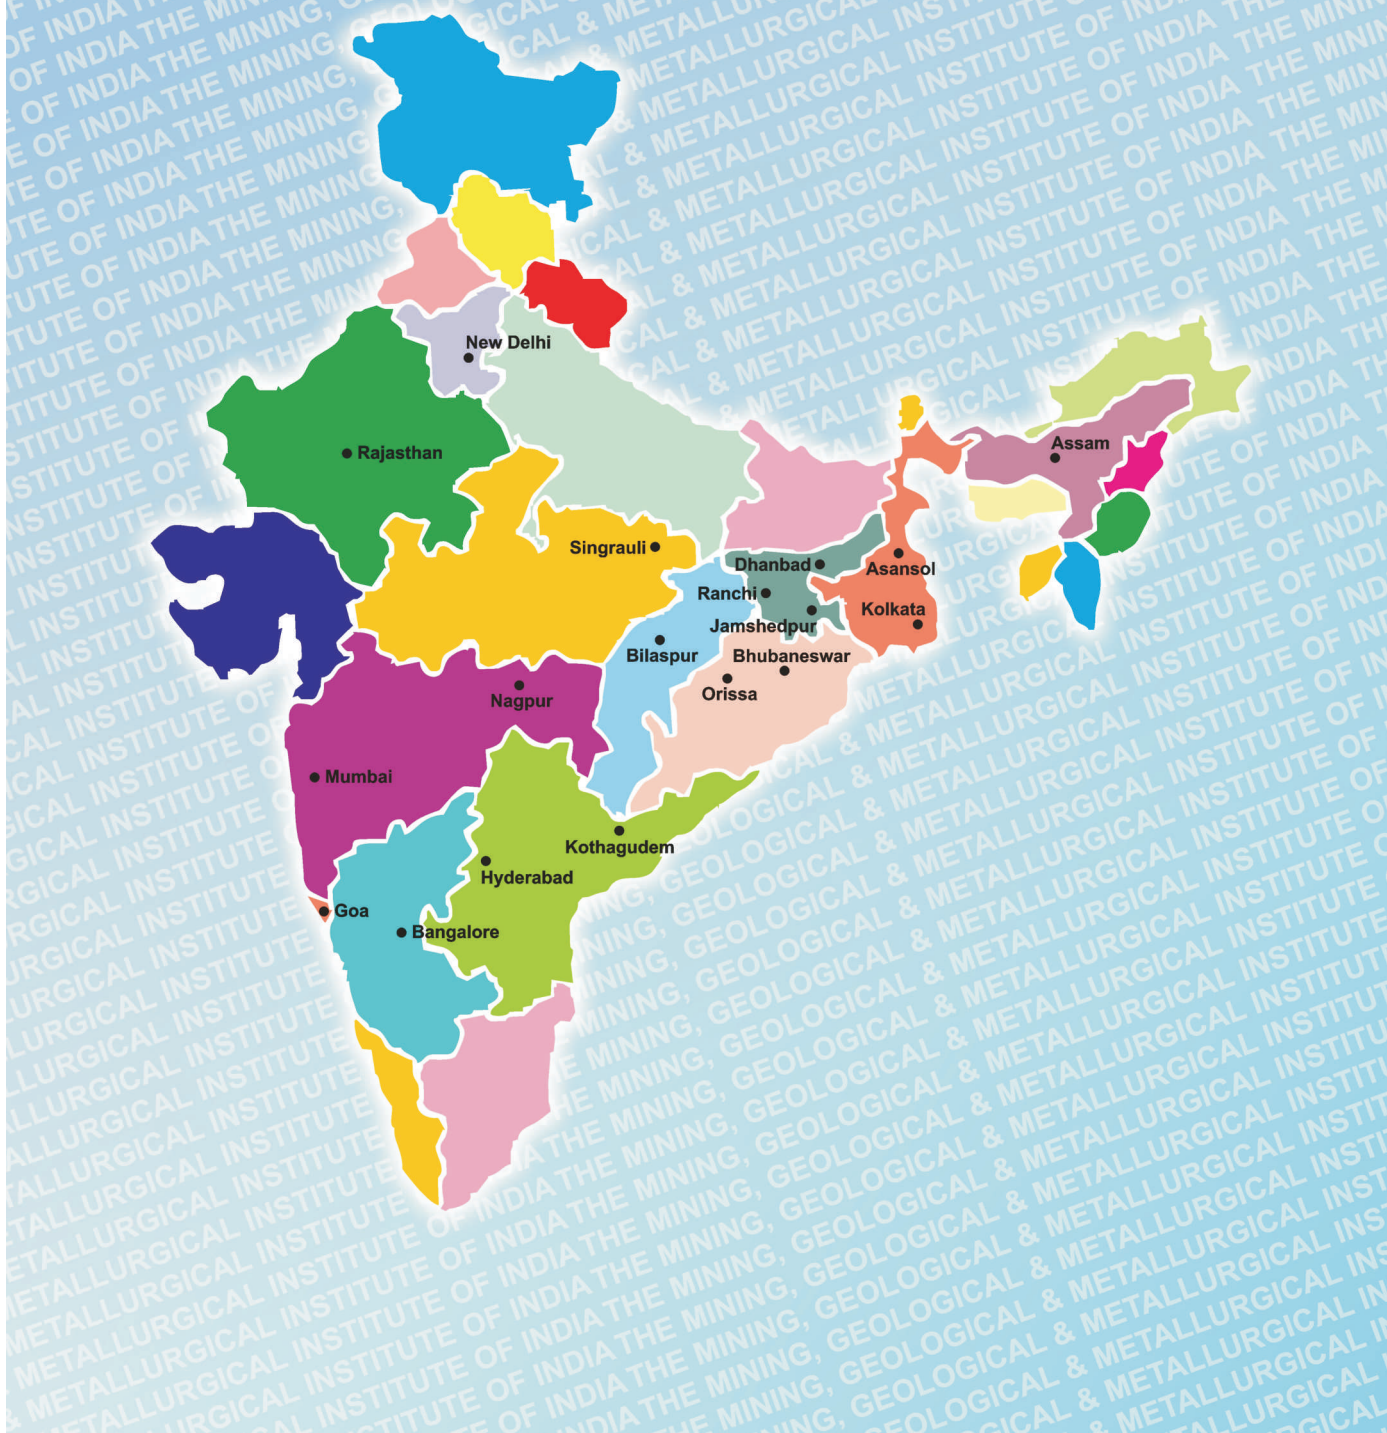 New Delhi
Rajasthan
Assam
Singrauli
Dhanbad
Asansol
Ranchi
Kolkata
Jamshedpur
Bilaspur
Bhubaneswar
Orissa
Nagpur
Mumbai
Kothagudem
Hyderabad
Goa
Bangalore
THE MINING, GEOLOGICAL & METALLURGICAL INSTITUTE OF INDIA